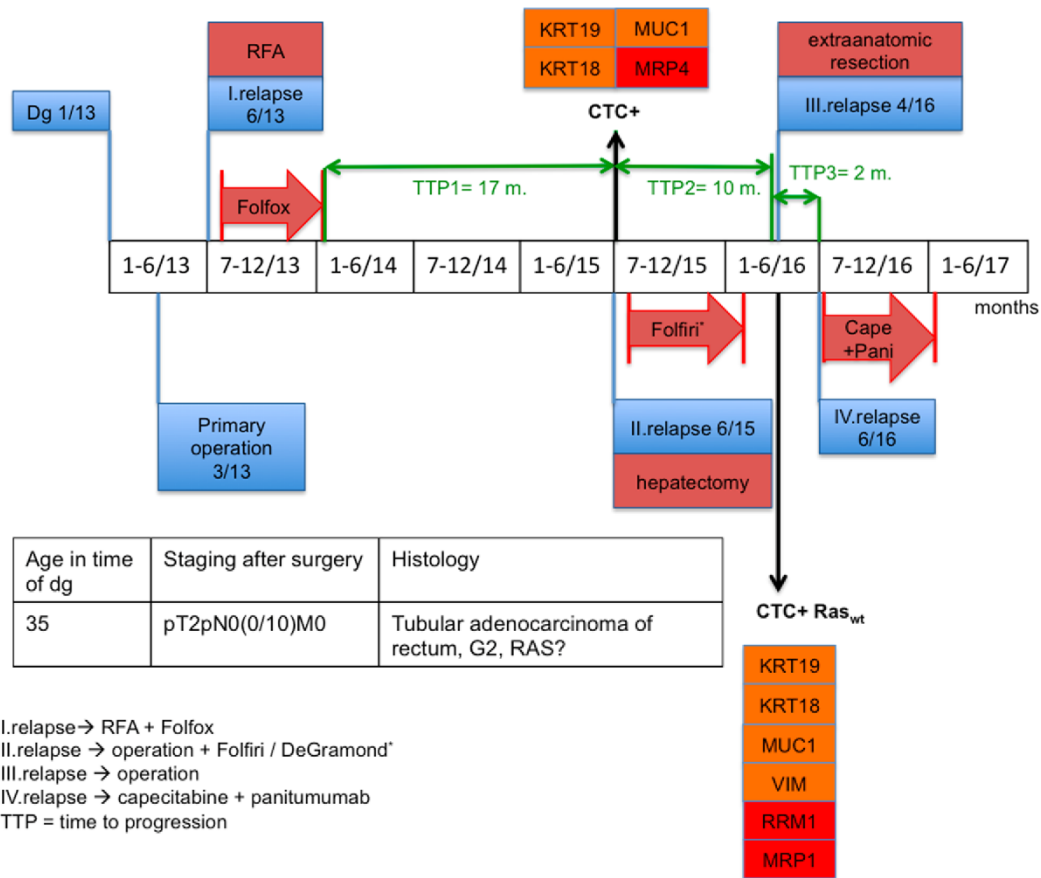 KRT19
MUC1
KRT18
MRP4
RFA
I.relapse
6/13
extraanatomic
resection
III.relapse 4/16
Dg 1/13
CTC+
TTP1= 17 m.
TTP2= 10 m.
TTP3= 2 m.
Folfox
1-6/13
7-12/13
1-6/14
7-12/14
1-6/15
7-12/15
1-6/16
7-12/16
1-6/17
months
Folfiri*
Cape
+Pani
Primary
operation
3/13
II.relapse 6/15
hepatectomy
IV.relapse
6/16
Age in time
of dg
Staging after surgery
Histology
35
pT2pN0(0/10)M0
Tubular adenocarcinoma of
rectum, G2, RAS?
CTC+ Ras wt
KRT19
KRT18
MUC1
VIM
RRM1
MRP1
I.relapse→ RFA + Folfox
II.relapse → operation + Folfiri / DeGramond*
III.relapse → operation
IV.relapse → capecitabine + panitumumab
TTP = time to progression